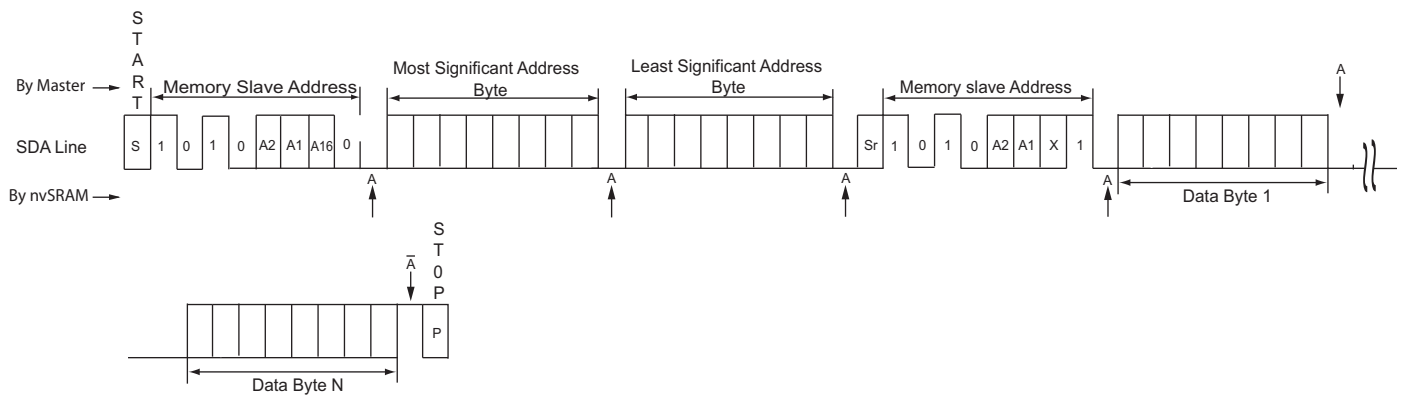 START
By Master
Memory Slave Address
Most Significant Address
Byte
Least Significant Address
Byte
Memory slave Address
A
SDA Line
S 1 0 1 0 A2 A1 A16 0
Sr 1 0 1 0 A2 A1 X 1
By nvSRAM
A
A
A
A
Data Byte 1
ST0P
A̅
P
Data Byte N